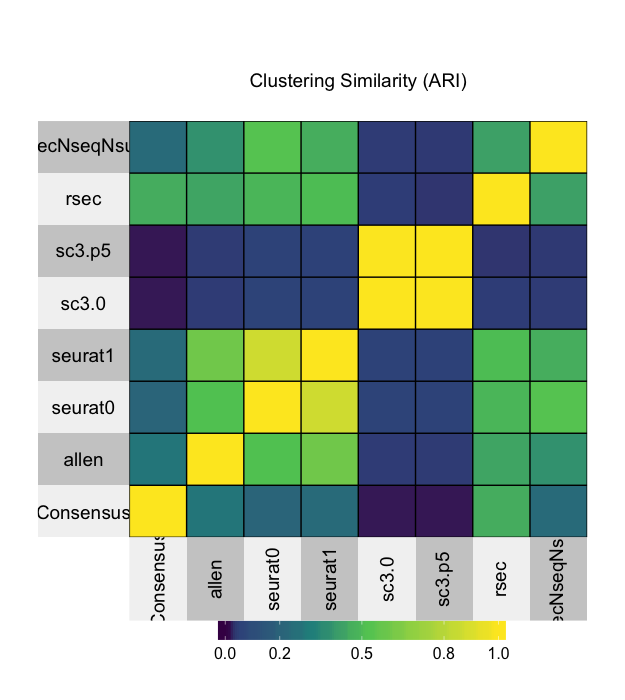 Clustering Similarity (ARI)
ecNseqNsu
rsec
sc3.p5
sc3.0
seurat1
seurat0
allen
Consensus
Consensus
allen
seurat0
seurat1
sc3.0
sc3.p5
rsec
ecNseqNs
0.0 0.2 0.5 0.8 1.0